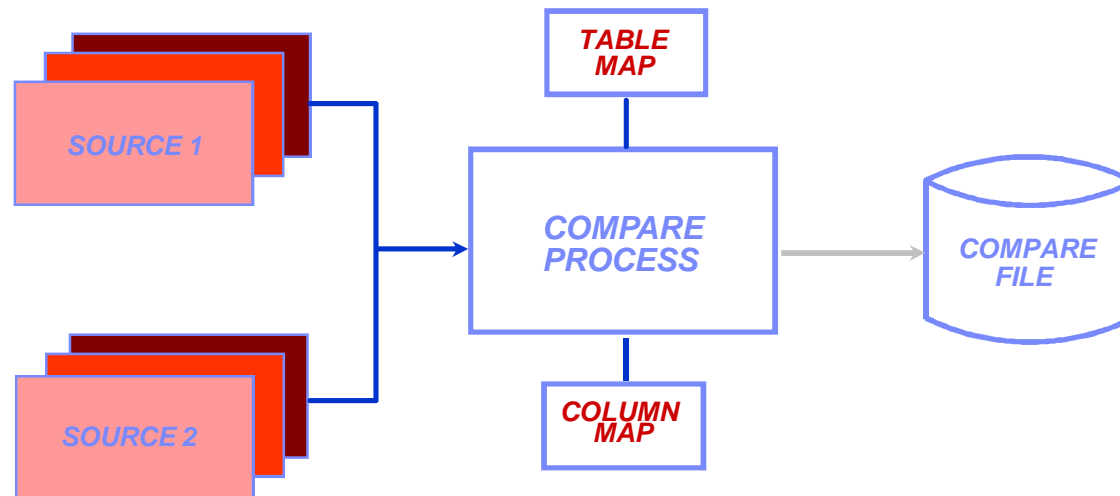 TABLE
MAP
SOURCE 1
COMPARE
PROCESS
COMPARE
FILE
COLUMN
MAP
SOURCE 2